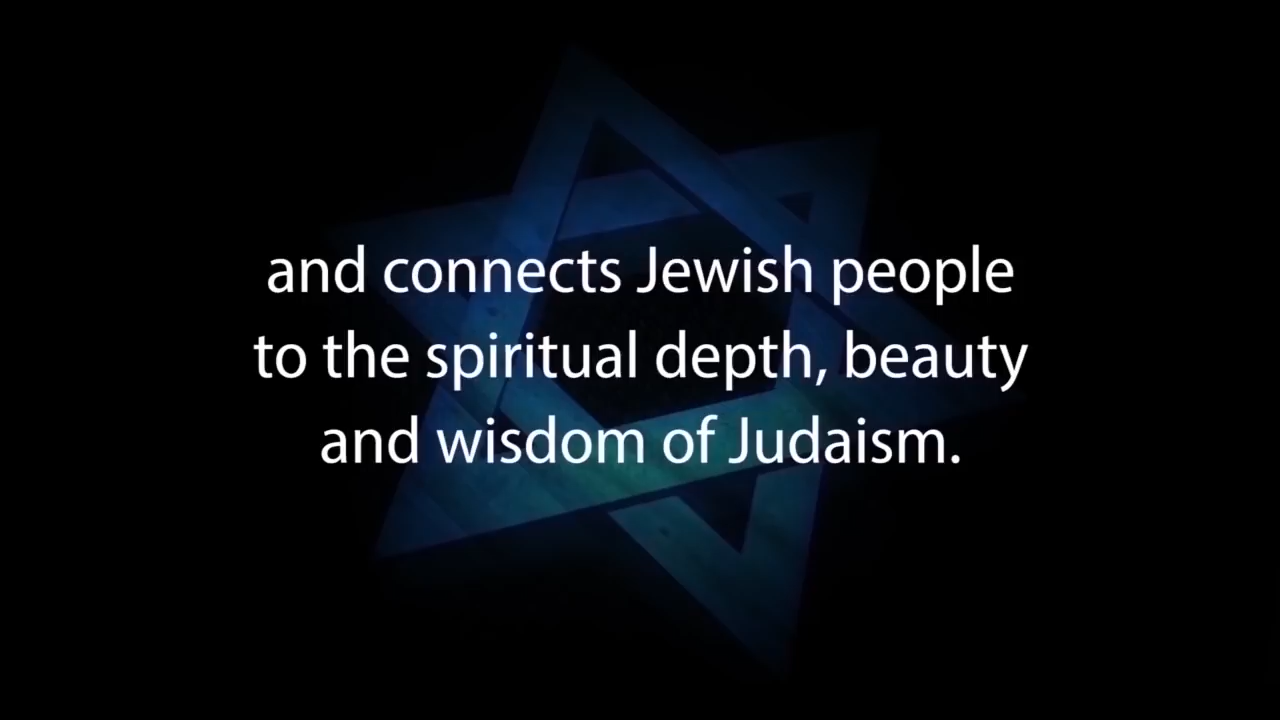 and connects Jewish people
to the spiritual depth, beauty
and wisdom of Judaism.